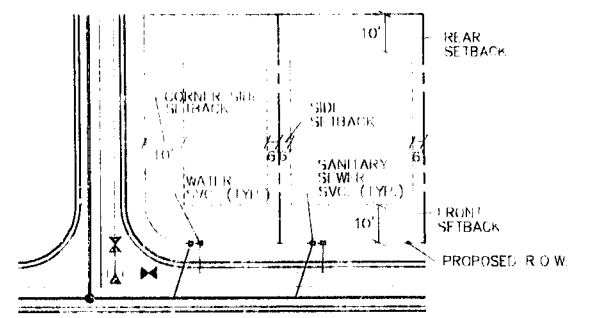 10'
REAR
SETBACK
CORNER SIDE
SETBACK
SIDE
SETBACK
10'
6
6
6
WATER
SVC. (TYP.)
SANITARY
SEWER
SVC. (TYP.)
10'
FRONT
SETBACK
PROPOSED R.O.W.